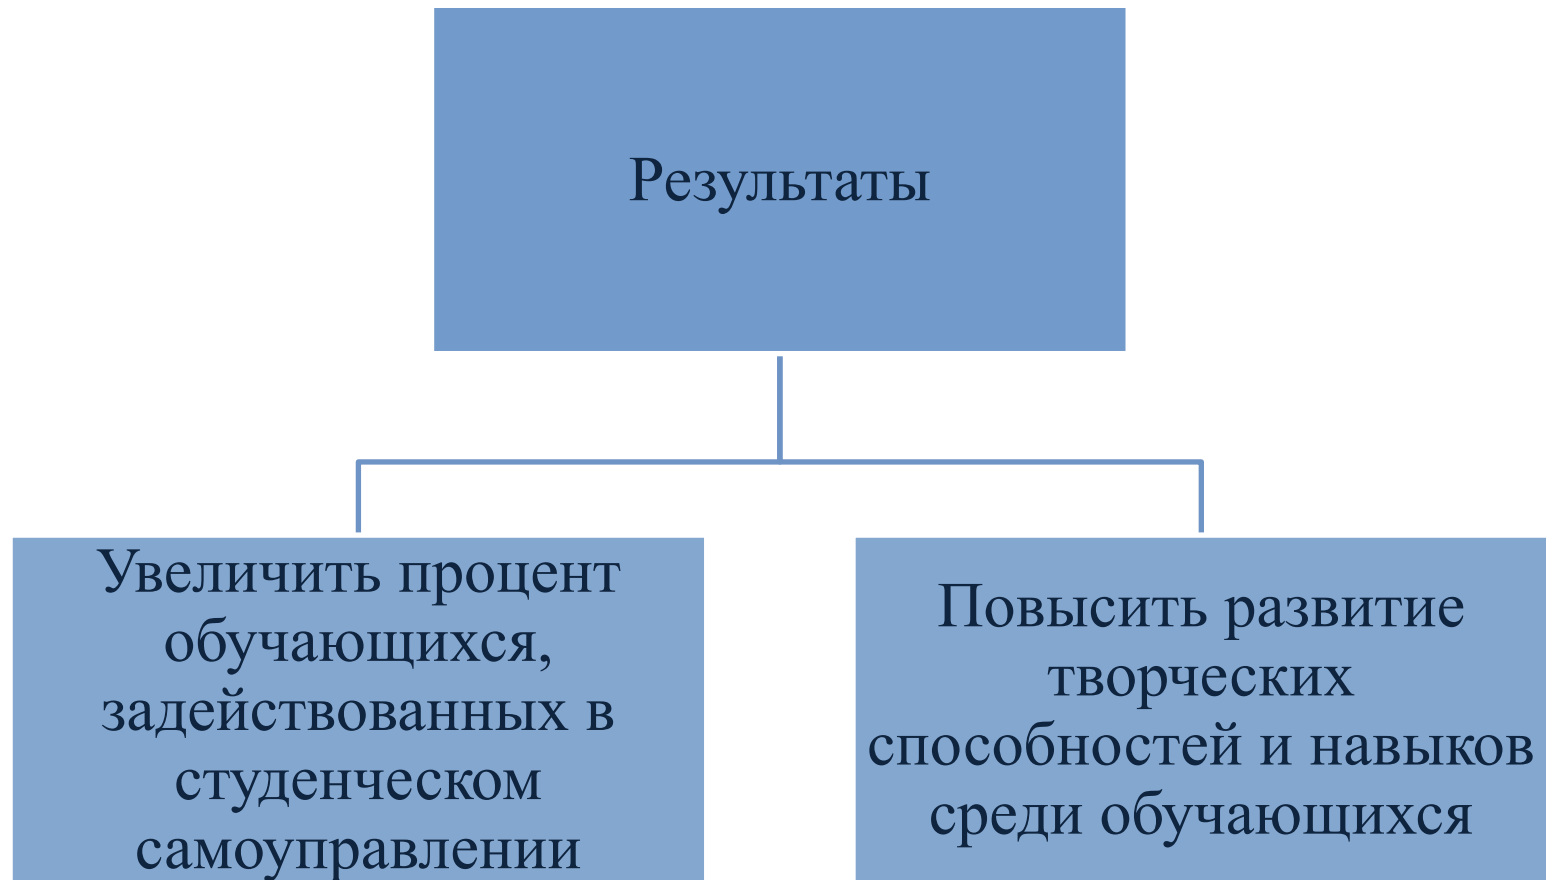 Результаты
Увеличить процент
обучающихся,
задействованных в
студенческом
самоуправлении
Повысить развитие
творческих
способностей и навыков
среди обучающихся